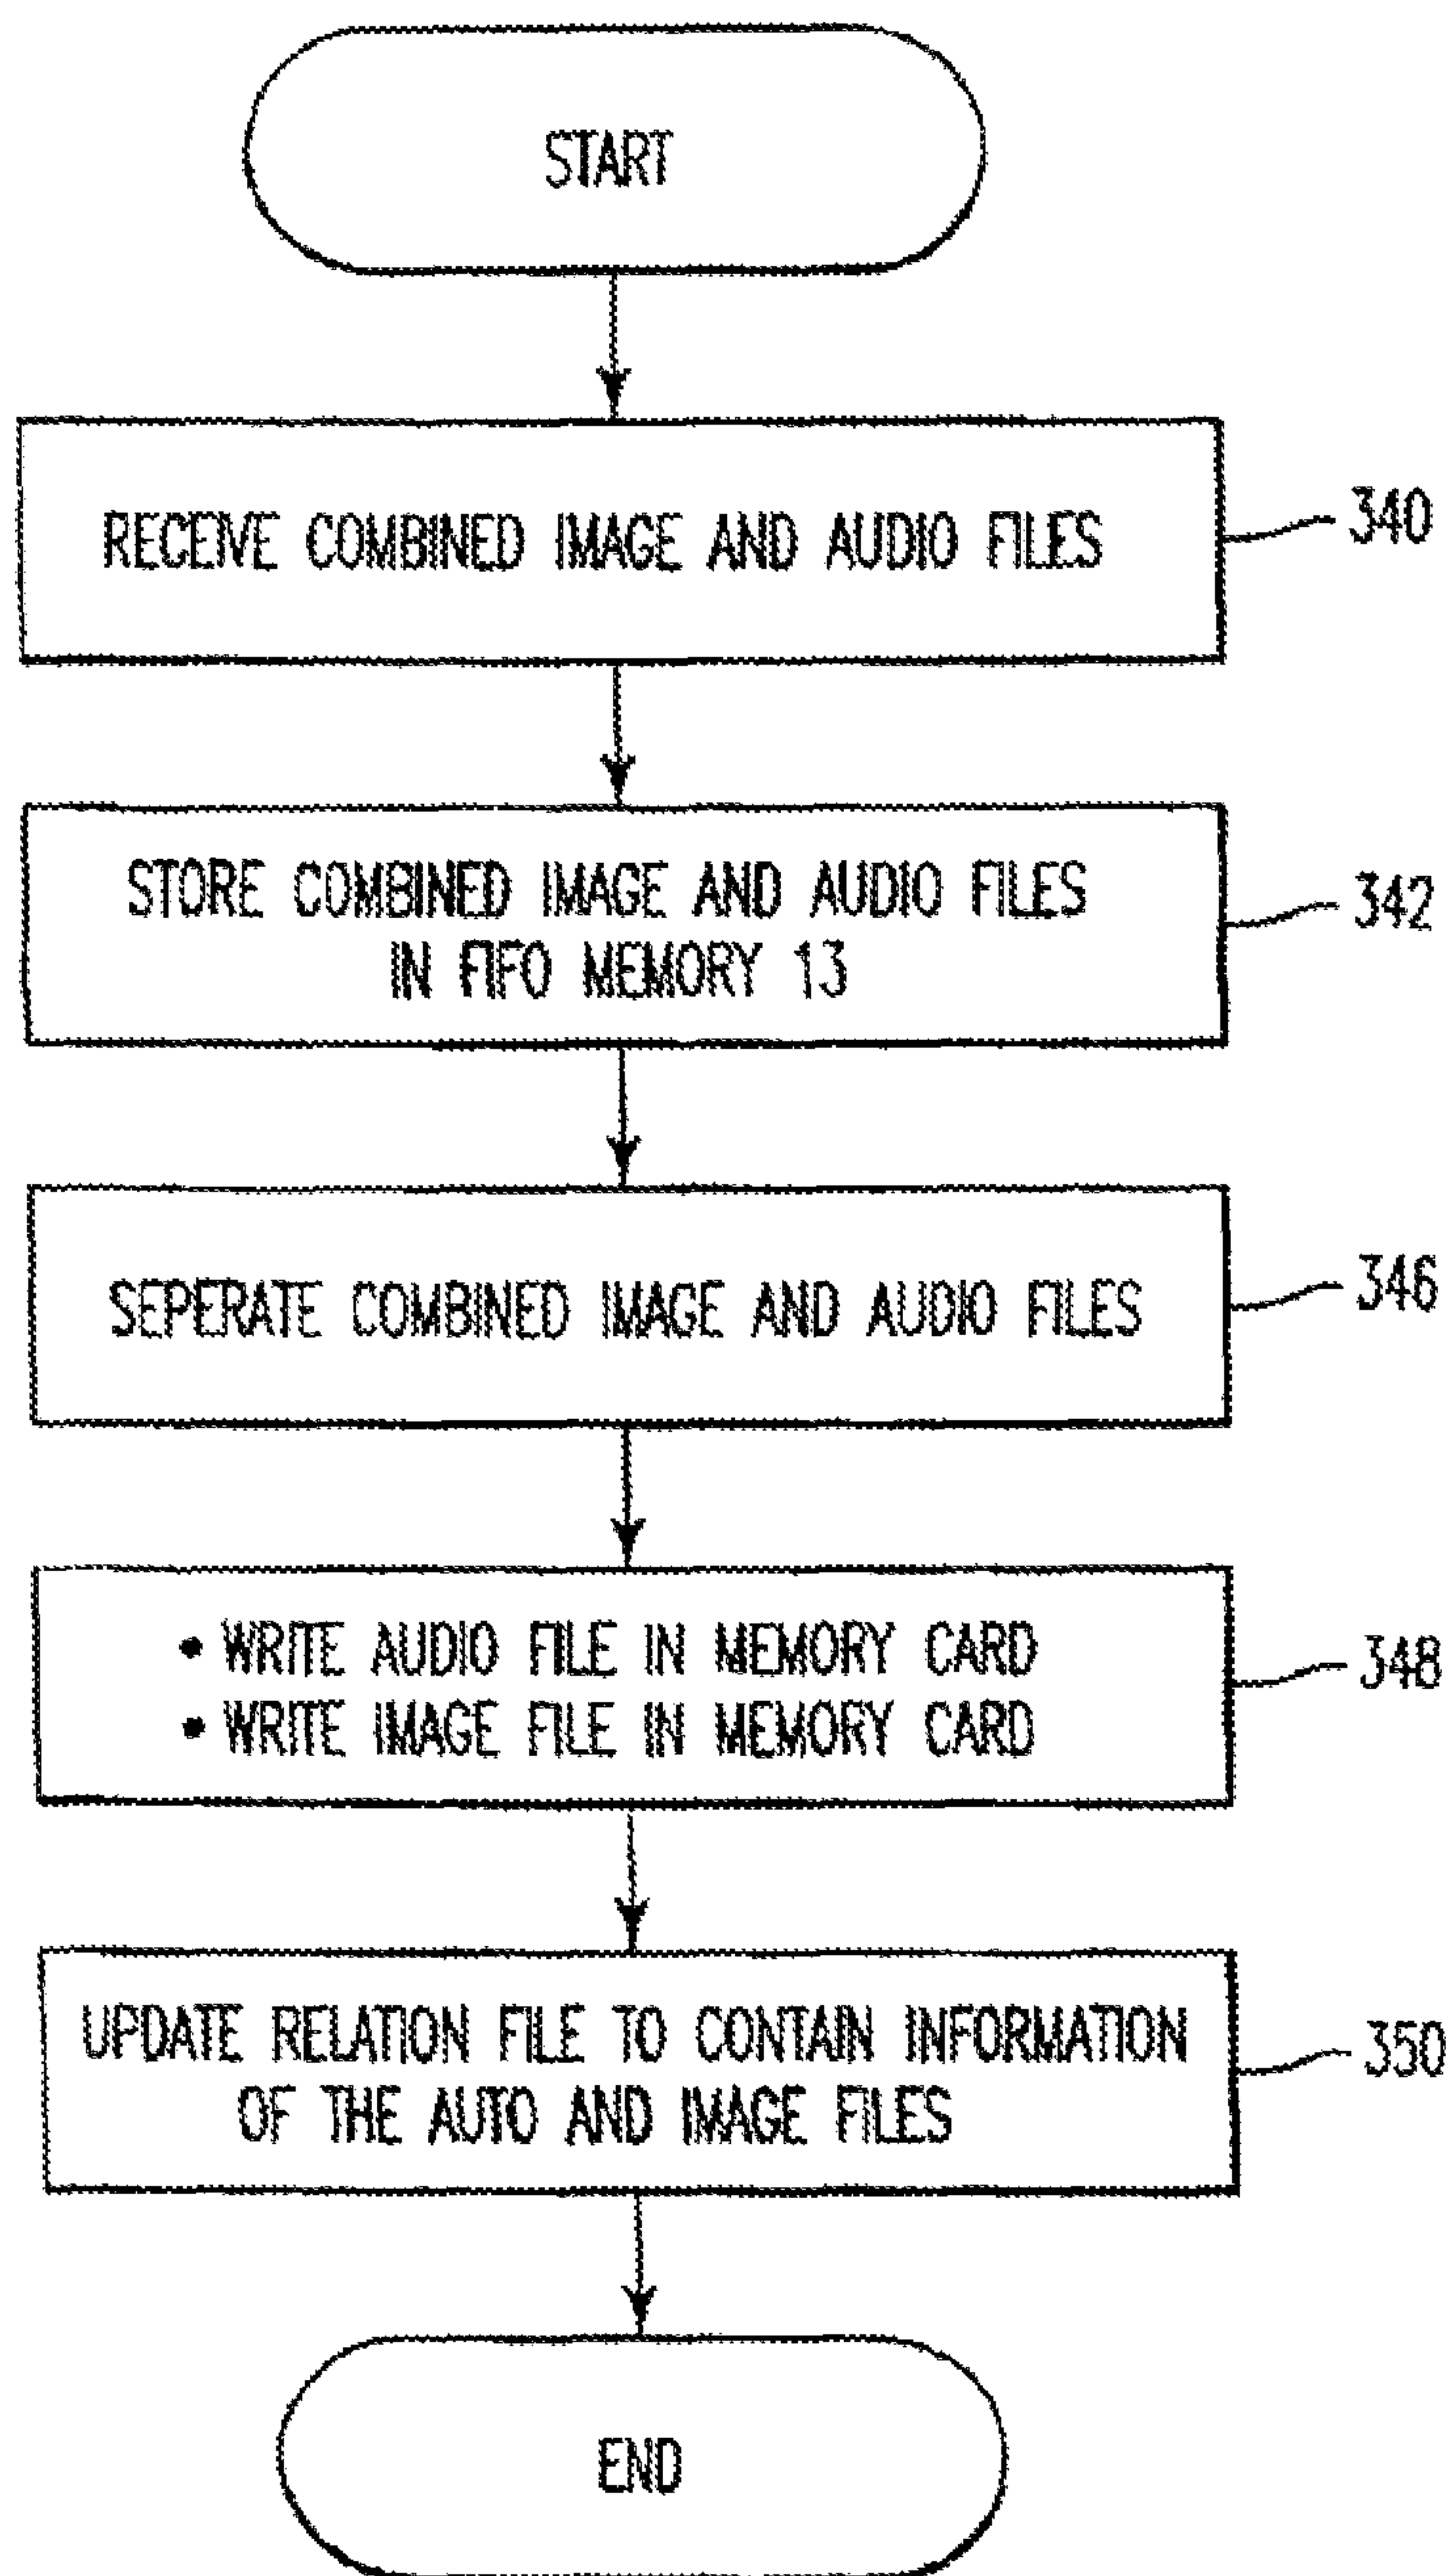 START
RECEIVE COMBINED IMAGE AND AUDIO FILES
340
STORE COMBINED IMAGE AND AUDIO FILES
IN FIFO MEMORY 13
342
SEPERATE COMBINED IMAGE AND AUDIO FILES
346
• WRITE AUDIO FILE IN MEMORY CARD
• WRITE IMAGE FILE IN MEMORY CARD
348
UPDATE RELATION FILE TO CONTAIN INFORMATION
OF THE AUTO AND IMAGE FILES
350
END